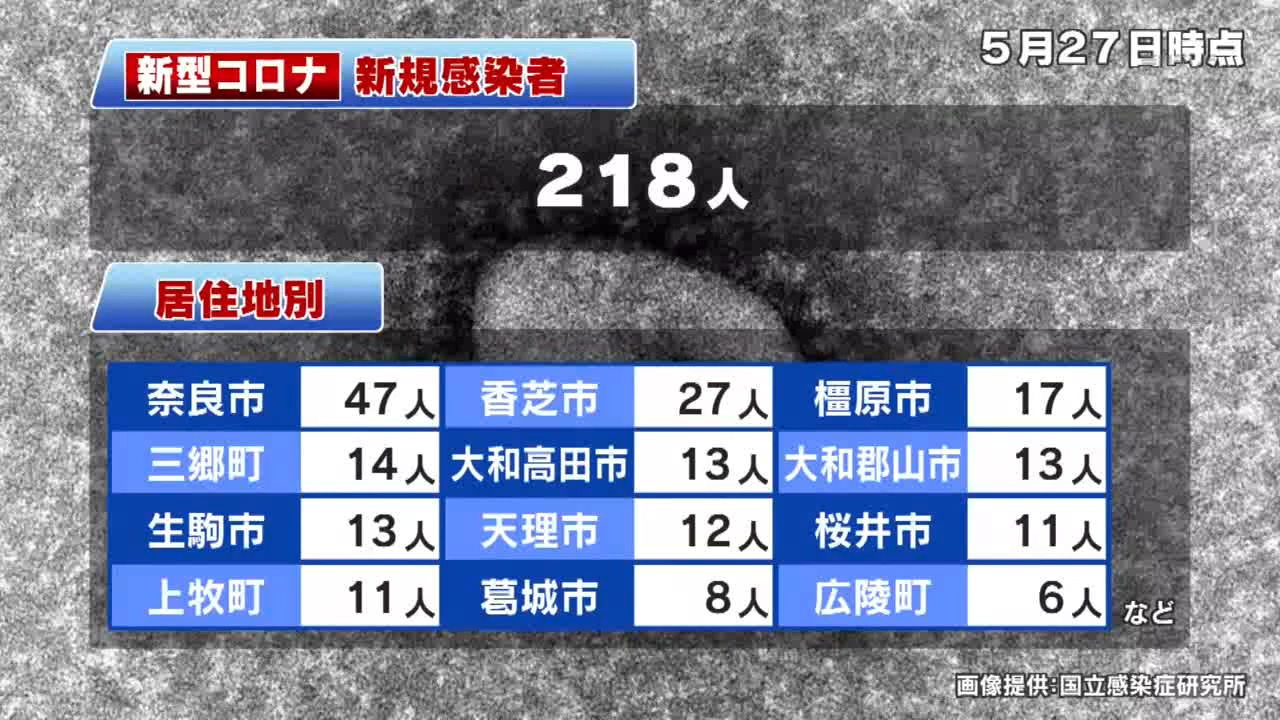 5月27日時点
新型コロナ 新規感染者
218人
居住地別
奈良市 47人 香芝市 27人 橿原市 17人
三郷町 14人 大和高田市 13人 大和郡山市 13人
生駒市 13人 天理市 12人 桜井市 11人
上牧町 11人 葛城市 8人 広陵町 6人 など
画像提供:国立感染症研究所